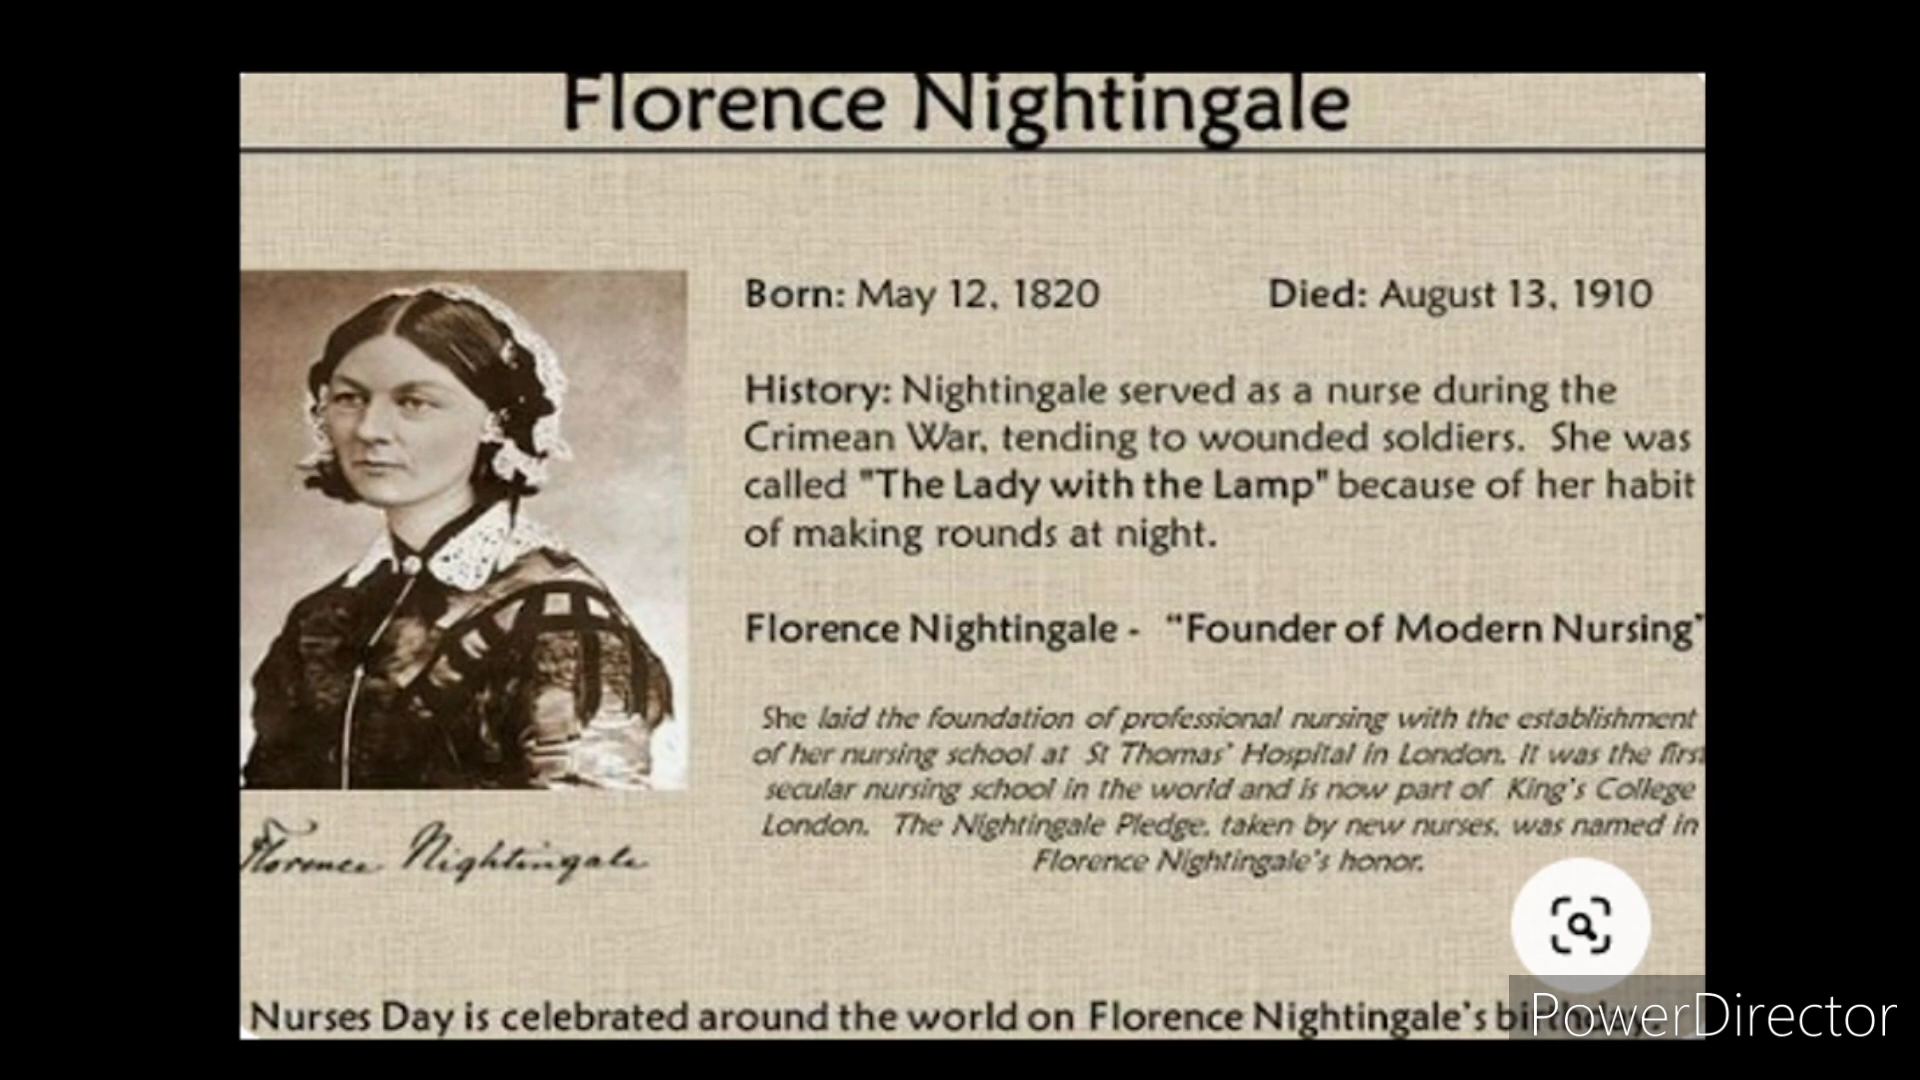 Florence Nightingale
Born: May 12, 1820 Died: August 13, 1910
History: Nightingale served as a nurse during the
Crimean War, tending to wounded soldiers. She was
called "The Lady with the Lamp" because of her habit
of making rounds at night.
Florence Nightingale - “Founder of Modern Nursing"
She laid the foundation of professional nursing with the establishment
of her nursing school at St Thomas' Hospital in London. It was the first
secular nursing school in the world and is now part of King's College
London. The Nightingale Pledge, taken by new nurses, was named in
Florence Nightingale's honor.
Florence Nightingale
Nurses Day is celebrated around the world on Florence Nightingale's birthday
PowerDirector